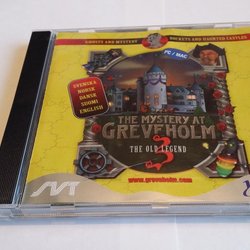 GHOSTS AND MYSTERY
ROCKETS AND HAUNTED CASTLES
PC / MAC
SVENSKA
NORSK
DANSK
SUOMI
ENGLISH
THE MYSTERY AT
GREVEHOLM
3
THE OLD LEGEND
www.greveholm.com
SVT